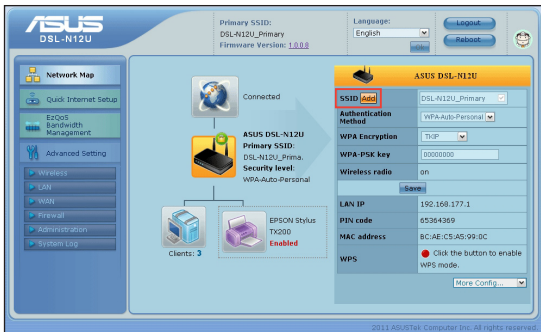 ASUS
DSL-N12U
Primary SSID:
DSL-N12U_Primary
Firmware Version: 1.0.0.8
Language:
English
Logout
Reboot
Network Map
Quick Internet Setup
EzQoS
Bandwidth
Management
Advanced Setting
Wireless
LAN
WAN
Firewall
Administration
System Log
Connected
ASUS DSL-N12U
Primary SSID:
DSL-N12U_Prima.
Security level:
WPA-Auto-Personal
Clients: 3
EPSON Stylus
TX200
Enabled
ASUS DSL-N12U
SSID Add DSL-N12U_Primary
Authentication
Method WPA-Auto-Personal
WPA Encryption TKIP
WPA-PSK key 00000000
Wireless radio on
Save
LAN IP 192.168.177.1
PIN code 65364369
MAC address BC:AE:C5:A5:99:0C
WPS Click the button to enable
WPS mode.
More Config...
2011 ASUSTek Computer Inc. All rights reserved.